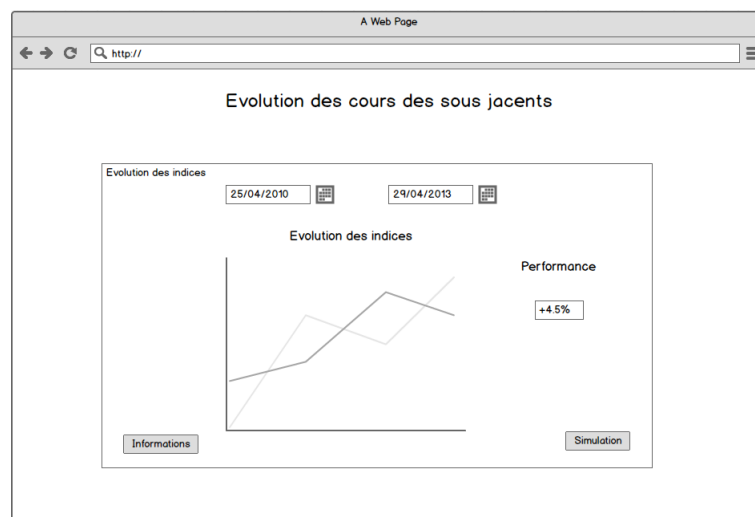 A Web Page
http://
Evolution des cours des sous jacents
Evolution des indices
25/04/2010 29/04/2013
Evolution des indices
Performance
+4.5%
Informations
Simulation